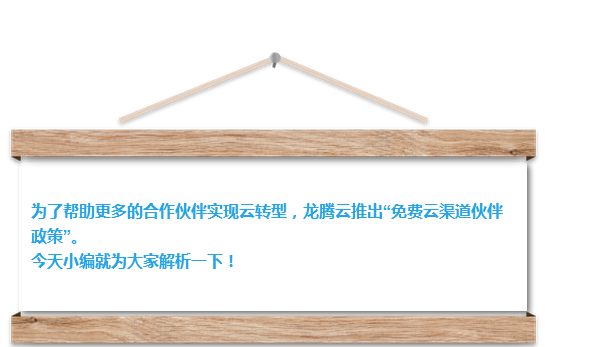 为了帮助更多的合作伙伴实现云转型，龙腾云推出“免费云渠道伙伴
政策”。
今天小编就为大家解析一下！